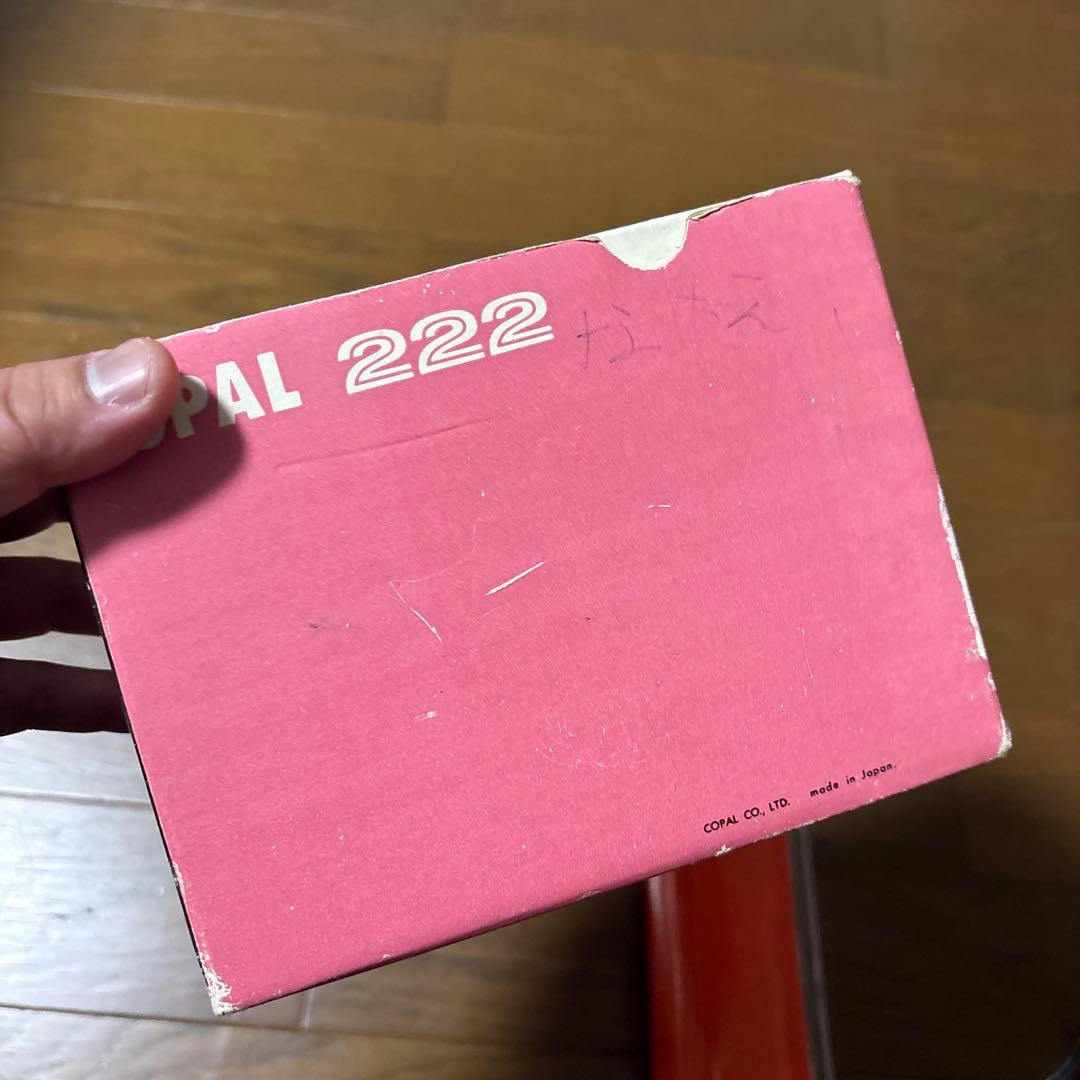 OPAL 222
COPAL CO., LTD. made in Japan.